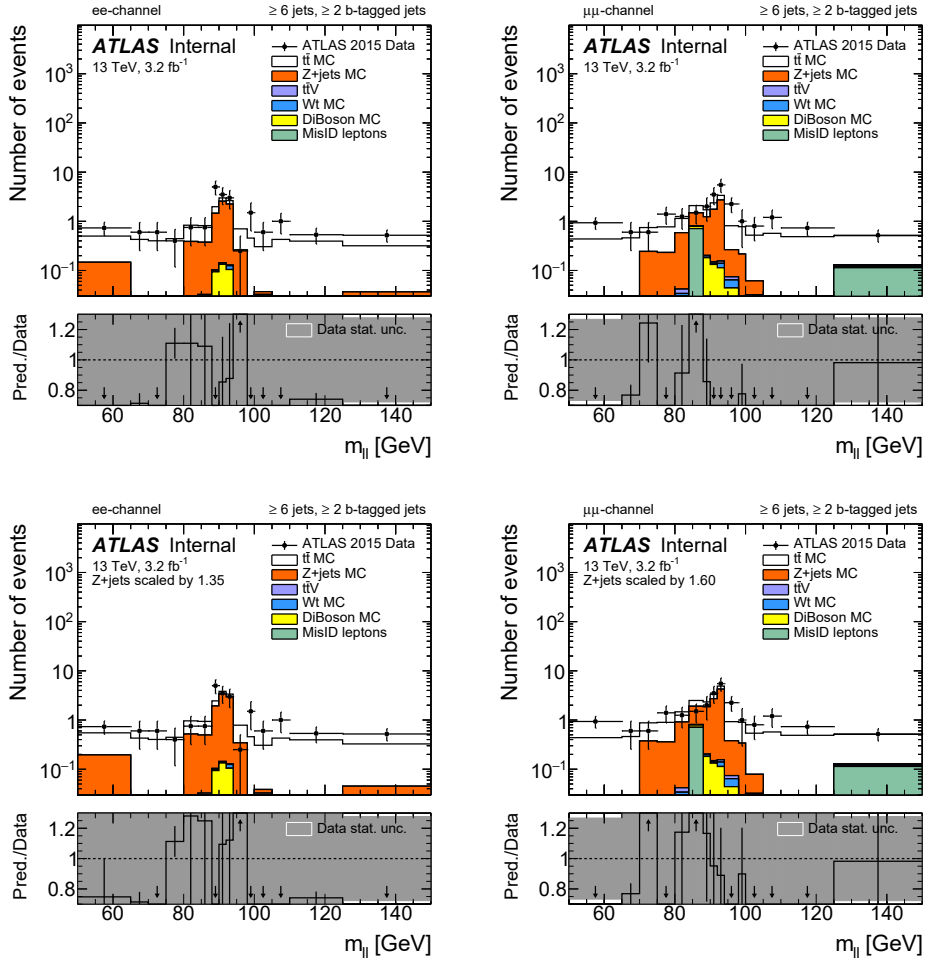 ee-channel
≥ 6 jets, ≥ 2 b-tagged jets
Number of events
10³
10²
10
1
10⁻¹
ATLAS Internal
13 TeV, 3.2 fb⁻¹
ATLAS 2015 Data
tt̄ MC
Z+jets MC
tt̄V
Wt MC
DiBoson MC
MisID leptons
Pred./Data
1.2
1
0.8
Data stat. unc.
60 80 100 120 140
m_ll [GeV]
μμ-channel
≥ 6 jets, ≥ 2 b-tagged jets
Number of events
10³
10²
10
1
10⁻¹
ATLAS Internal
13 TeV, 3.2 fb⁻¹
ATLAS 2015 Data
tt̄ MC
Z+jets MC
tt̄V
Wt MC
DiBoson MC
MisID leptons
Pred./Data
1.2
1
0.8
Data stat. unc.
60 80 100 120 140
m_ll [GeV]
ee-channel
≥ 6 jets, ≥ 2 b-tagged jets
Number of events
10³
10²
10
1
10⁻¹
ATLAS Internal
13 TeV, 3.2 fb⁻¹
Z+jets scaled by 1.35
ATLAS 2015 Data
tt̄ MC
Z+jets MC
tt̄V
Wt MC
DiBoson MC
MisID leptons
Pred./Data
1.2
1
0.8
Data stat. unc.
60 80 100 120 140
m_ll [GeV]
μμ-channel
≥ 6 jets, ≥ 2 b-tagged jets
Number of events
10³
10²
10
1
10⁻¹
ATLAS Internal
13 TeV, 3.2 fb⁻¹
Z+jets scaled by 1.60
ATLAS 2015 Data
tt̄ MC
Z+jets MC
tt̄V
Wt MC
DiBoson MC
MisID leptons
Pred./Data
1.2
1
0.8
Data stat. unc.
60 80 100 120 140
m_ll [GeV]